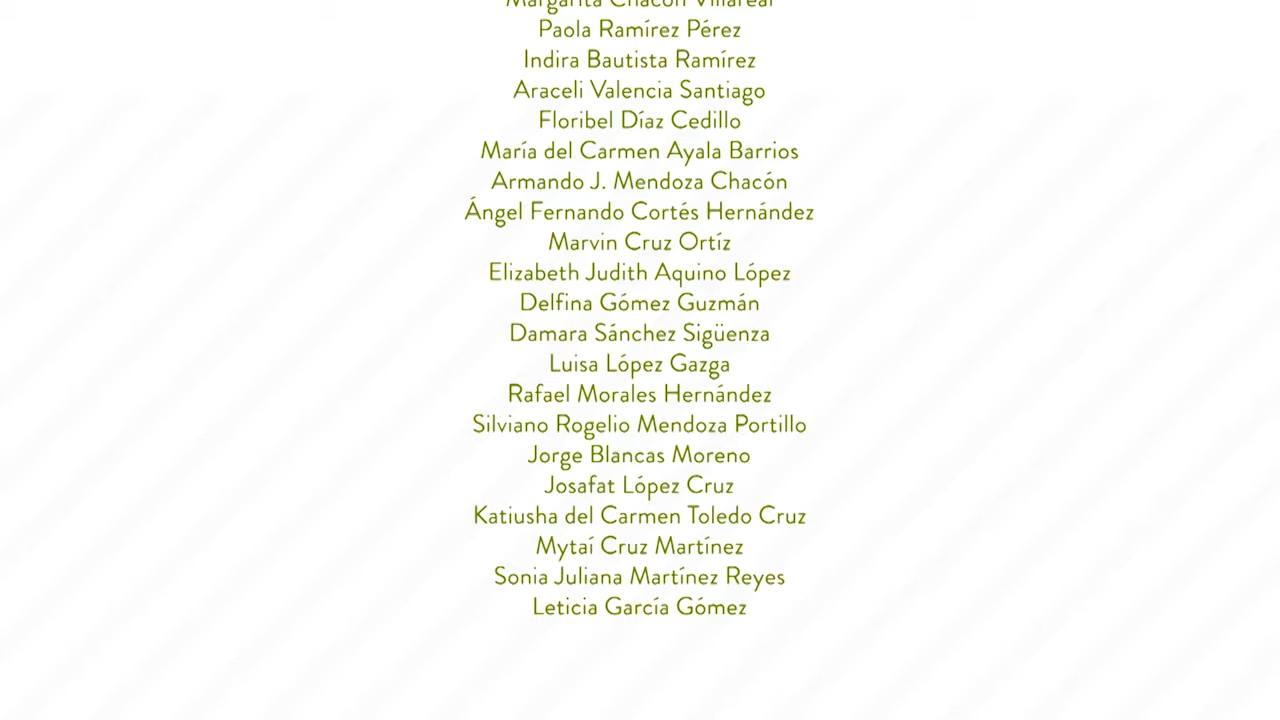 Margarita Chacón Villareal
Paola Ramírez Pérez
Indira Bautista Ramírez
Araceli Valencia Santiago
Floribel Díaz Cedillo
María del Carmen Ayala Barrios
Armando J. Mendoza Chacón
Ángel Fernando Cortés Hernández
Marvin Cruz Ortíz
Elizabeth Judith Aquino López
Delfina Gómez Guzmán
Damara Sánchez Sigüenza
Luisa López Gazga
Rafael Morales Hernández
Silviano Rogelio Mendoza Portillo
Jorge Blancas Moreno
Josafat López Cruz
Katiusha del Carmen Toledo Cruz
Mytaí Cruz Martínez
Sonia Juliana Martínez Reyes
Leticia García Gómez